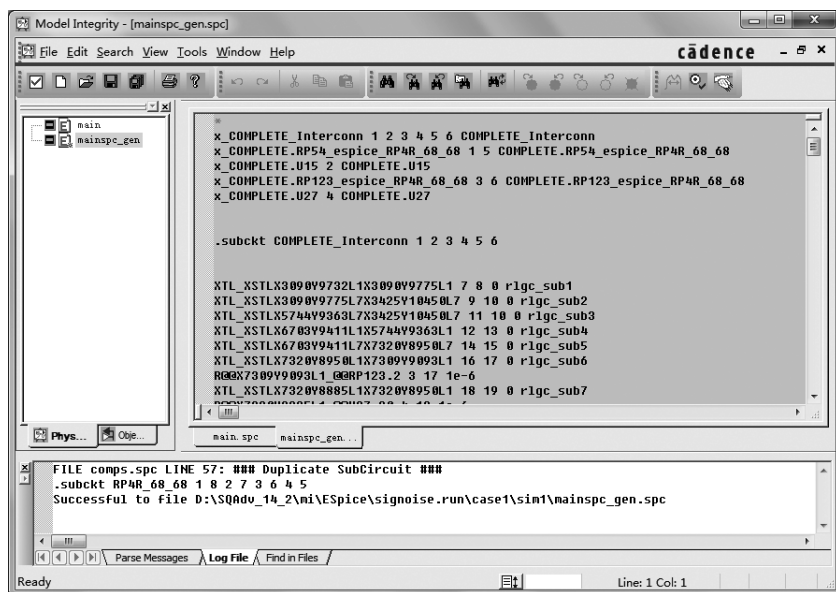 Model Integrity - [mainspc_gen.spc]
File Edit Search View Tools Window Help
cādence
main
mainspc_gen
*
x_COMPLETE_Interconn 1 2 3 4 5 6 COMPLETE_Interconn
x_COMPLETE.RP54_espice_RP4R_68_68 1 5 COMPLETE.RP54_espice_RP4R_68_68
x_COMPLETE.U15 2 COMPLETE.U15
x_COMPLETE.RP123_espice_RP4R_68_68 3 6 COMPLETE.RP123_espice_RP4R_68_68
x_COMPLETE.U27 4 COMPLETE.U27
.subckt COMPLETE_Interconn 1 2 3 4 5 6
XTL_XSTLX3090Y9732L1X3090Y9775L1 7 8 0 rlgc_sub1
XTL_XSTLX3090Y9775L7X3425Y10450L7 9 10 0 rlgc_sub2
XTL_XSTLX5744Y9363L7X3425Y10450L7 11 10 0 rlgc_sub3
XTL_XSTLX6703Y9411L1X5744Y9363L1 12 13 0 rlgc_sub4
XTL_XSTLX6703Y9411L7X7320Y8950L7 14 15 0 rlgc_sub5
XTL_XSTLX7320Y8950L1X7309Y9093L1 16 17 0 rlgc_sub6
R@@X7309Y9093L1_@@RP123.2 3 17 1e-6
XTL_XSTLX7320Y8885L1X7320Y8950L1 18 19 0 rlgc_sub7
Phys... Obje...
main.spc mainspc_gen...
FILE comps.spc LINE 57: ### Duplicate SubCircuit ###
.subckt RP4R_68_68 1 8 2 7 3 6 4 5
Successful to file D:\SQAdv_14_2\mi\ESpice\signoise.run\case1\sim1\mainspc_gen.spc
Parse Messages Log File Find in Files
Ready
Line: 1 Col: 1